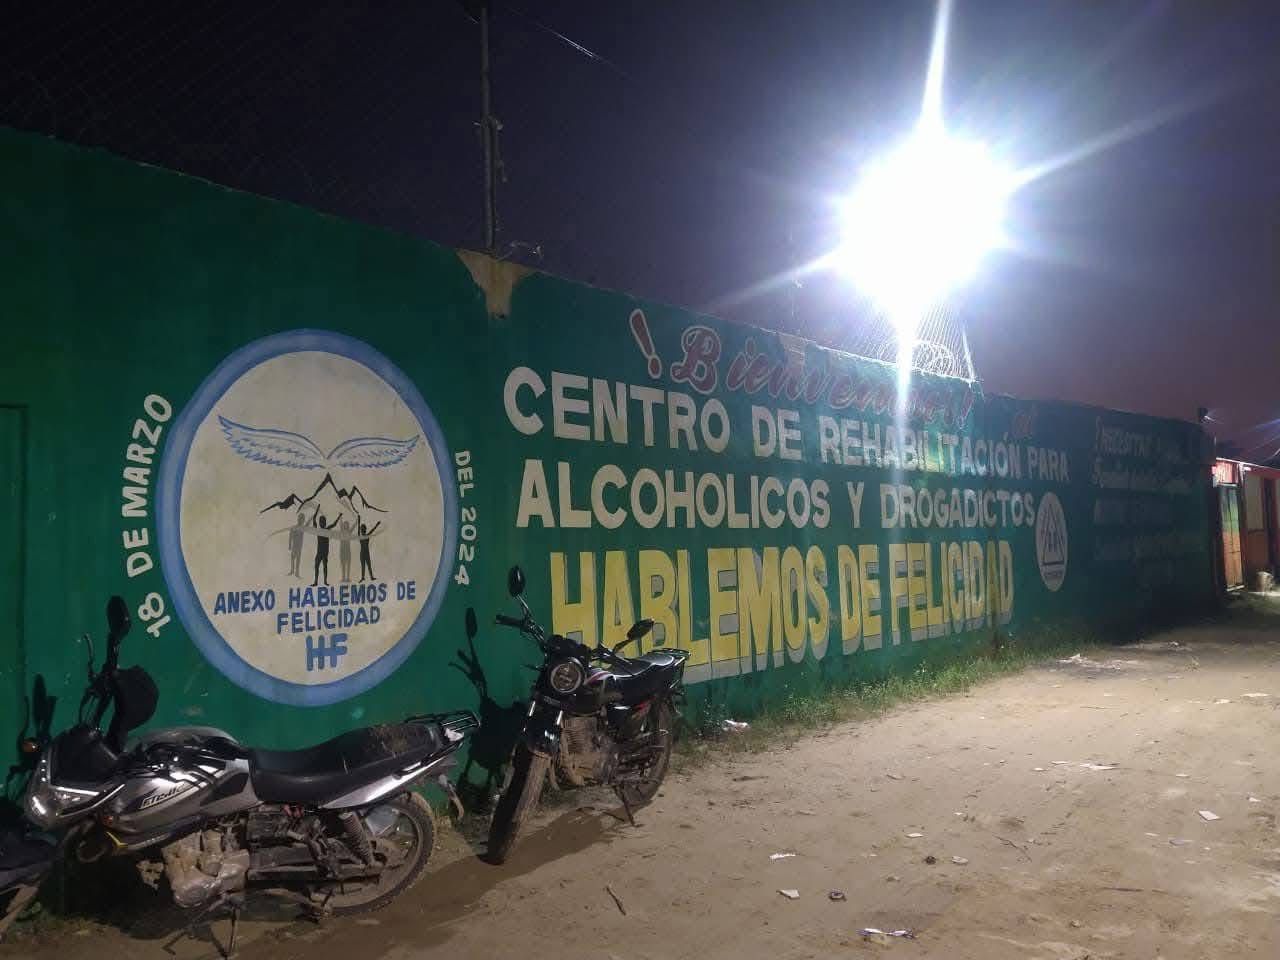 18 DE MARZO
DEL 2024
ANEXO HABLEMOS DE
FELICIDAD
HF
¡Bienvenidos! al
CENTRO DE REHABILITACIÓN PARA
ALCOHOLICOS Y DROGADICTOS
HABLEMOS DE FELICIDAD